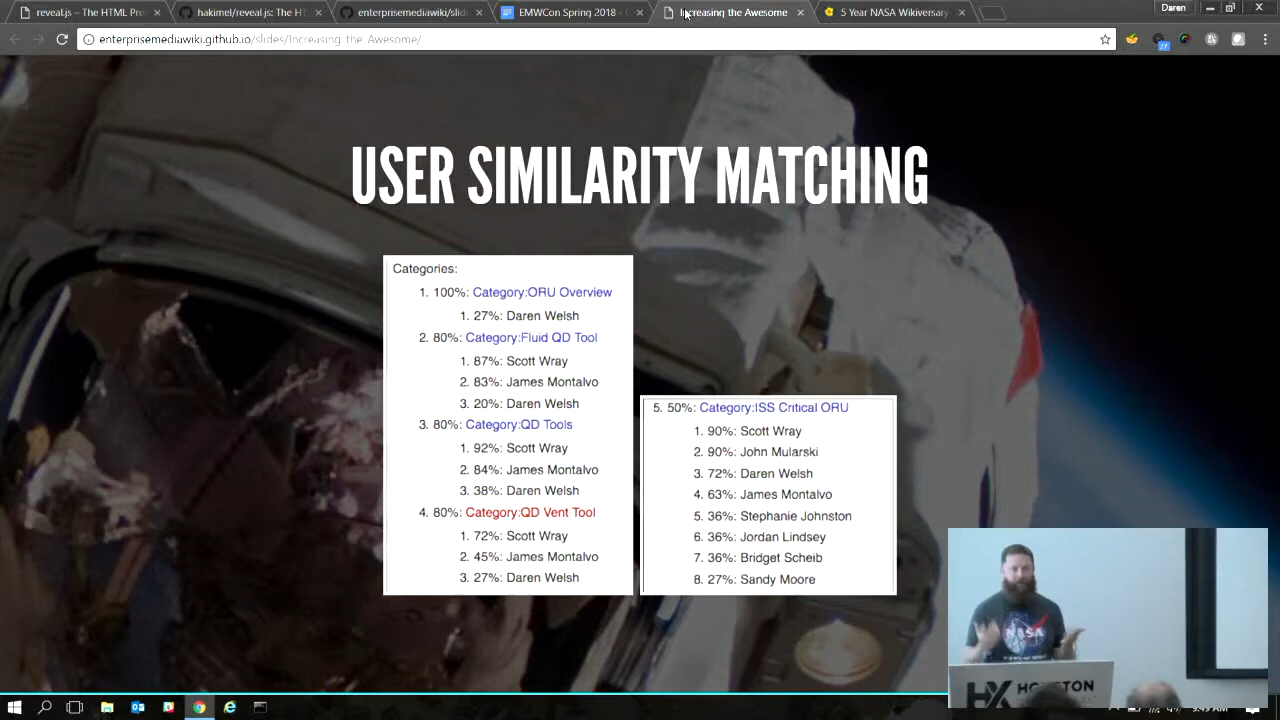 reveal.js – The HTML Pres
hakimel/reveal.js: The H
enterprisemediawiki/slid
EMWCon Spring 2018 -
Increasing the Awesome
5 Year NASA Wikiversary
Daren
enterprisemediawiki.github.io/slides/Increasing-the-Awesome/
27
USER SIMILARITY MATCHING
Categories:
1. 100%: Category:ORU Overview
1. 27%: Daren Welsh
2. 80%: Category:Fluid QD Tool
1. 87%: Scott Wray
2. 83%: James Montalvo
3. 20%: Daren Welsh
3. 80%: Category:QD Tools
1. 92%: Scott Wray
2. 84%: James Montalvo
3. 38%: Daren Welsh
4. 80%: Category:QD Vent Tool
1. 72%: Scott Wray
2. 45%: James Montalvo
3. 27%: Daren Welsh
5. 50%: Category:ISS Critical ORU
1. 90%: Scott Wray
2. 90%: John Mularski
3. 72%: Daren Welsh
4. 63%: James Montalvo
5. 36%: Stephanie Johnston
6. 36%: Jordan Lindsey
7. 36%: Bridget Scheib
8. 27%: Sandy Moore
NASA
HX HOUSTON